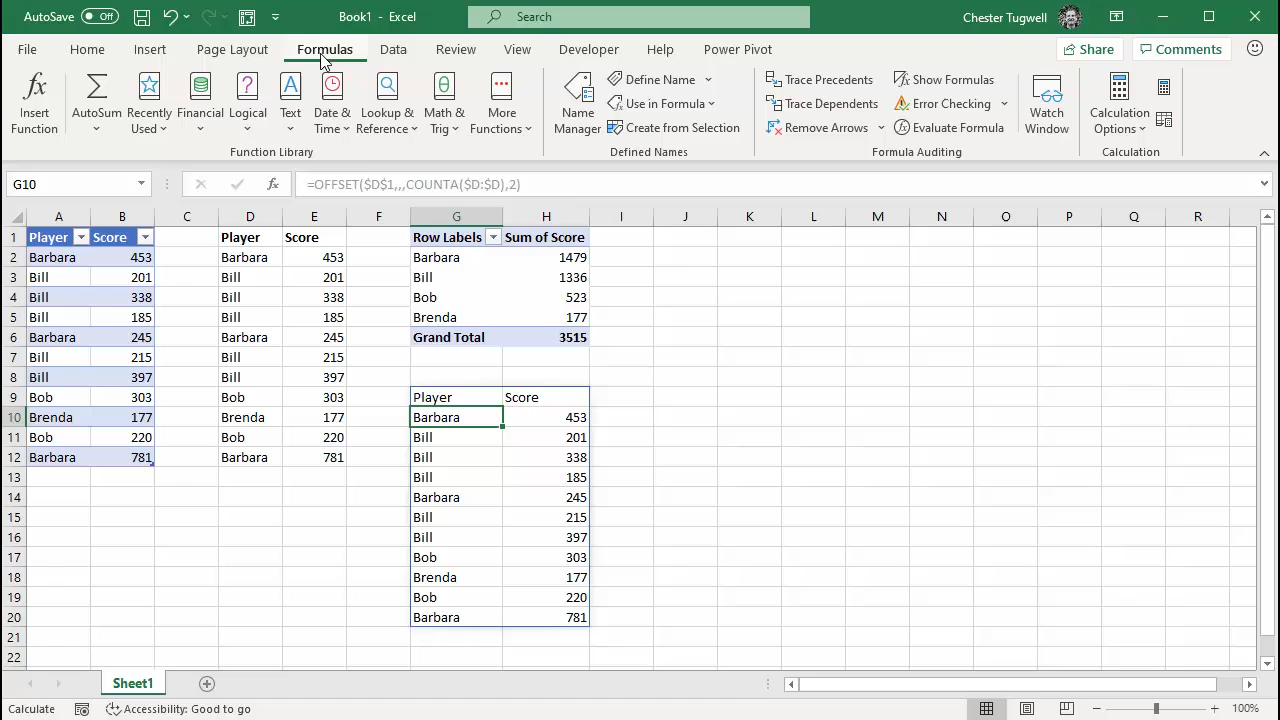 AutoSave Off Book1 - Excel Search Chester Tugwell
File Home Insert Page Layout Formulas Data Review View Developer Help Power Pivot Share Comments
Insert Function
AutoSum
Recently Used
Financial
Logical
Text
Date & Time
Lookup & Reference
Math & Trig
More Functions
Function Library
Name Manager
Define Name
Use in Formula
Create from Selection
Defined Names
Trace Precedents
Trace Dependents
Remove Arrows
Show Formulas
Error Checking
Evaluate Formula
Formula Auditing
Watch Window
Calculation Options
Calculation
G10 fx =OFFSET($D$1,,,COUNTA($D:$D),2)
A B C D E F G H I J K L M N O P Q R
1 Player Score Player Score Row Labels Sum of Score
2 Barbara 453 Barbara 453 Barbara 1479
3 Bill 201 Bill 201 Bill 1336
4 Bill 338 Bill 338 Bob 523
5 Bill 185 Bill 185 Brenda 177
6 Barbara 245 Barbara 245 Grand Total 3515
7 Bill 215 Bill 215
8 Bill 397 Bill 397
9 Bob 303 Bob 303 Player Score
10 Brenda 177 Brenda 177 Barbara 453
11 Bob 220 Bob 220 Bill 201
12 Barbara 781 Barbara 781 Bill 338
13 Bill 185
14 Barbara 245
15 Bill 215
16 Bill 397
17 Bob 303
18 Brenda 177
19 Bob 220
20 Barbara 781
21
22
Sheet1
Calculate Accessibility: Good to go 100%